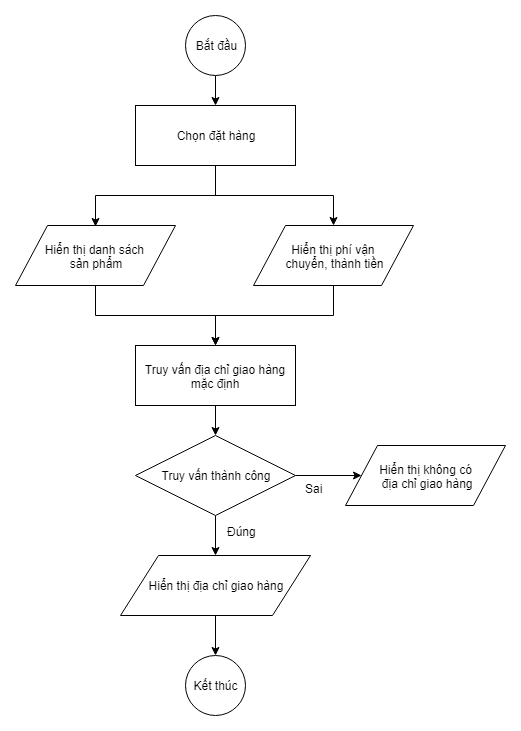 Bắt đầu
Chọn đặt hàng
Hiển thị danh sách
sản phẩm
Hiển thị phí vận
chuyển, thành tiền
Truy vấn địa chỉ giao hàng
mặc định
Truy vấn thành công
Sai
Hiển thị không có
địa chỉ giao hàng
Đúng
Hiển thị địa chỉ giao hàng
Kết thúc